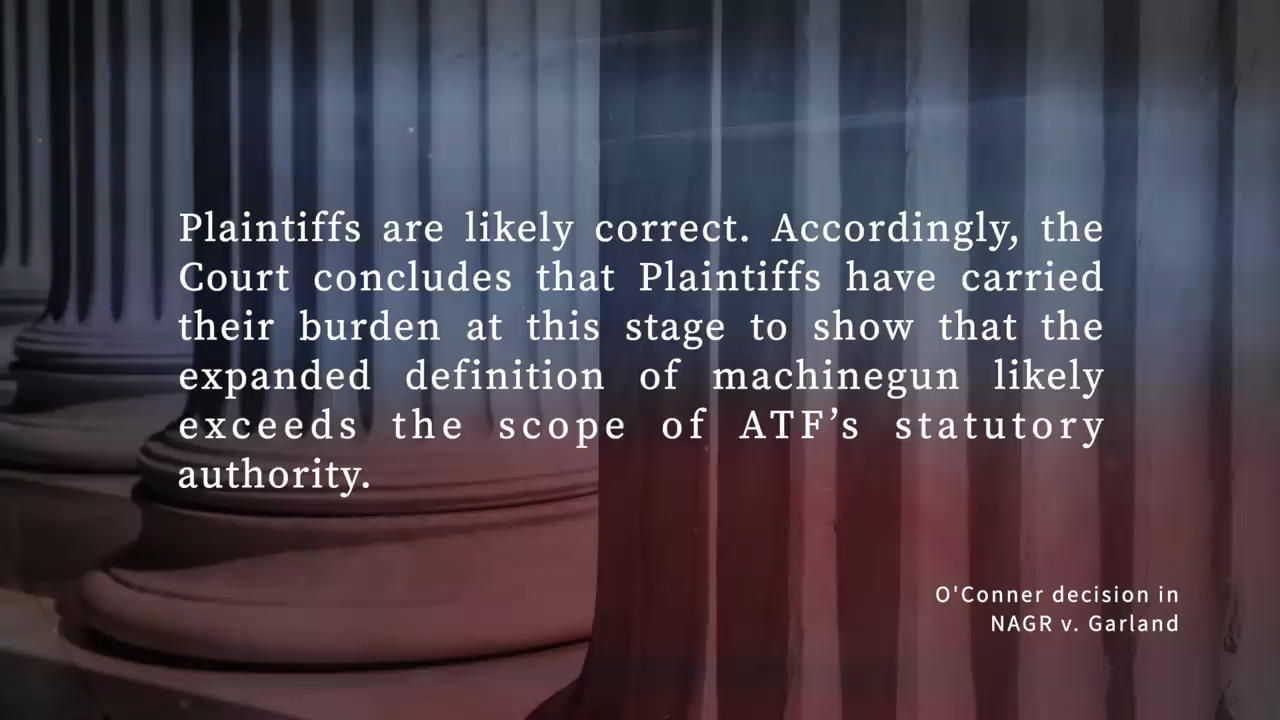 Plaintiffs are likely correct. Accordingly, the
Court concludes that Plaintiffs have carried
their burden at this stage to show that the
expanded definition of machinegun likely
exceeds the scope of ATF’s statutory
authority.
O'Conner decision in
NAGR v. Garland